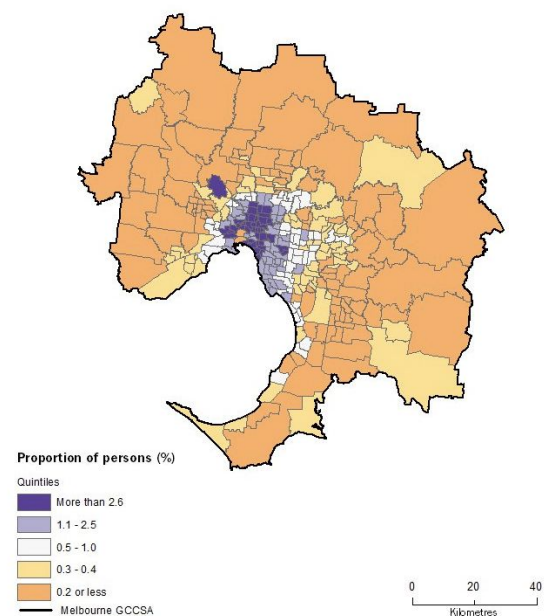 Proportion of persons (%)
Quintiles
More than 2.6
1.1 - 2.5
0.5 - 1.0
0.3 - 0.4
0.2 or less
Melbourne GCCSA
0 20 40
Kilometres